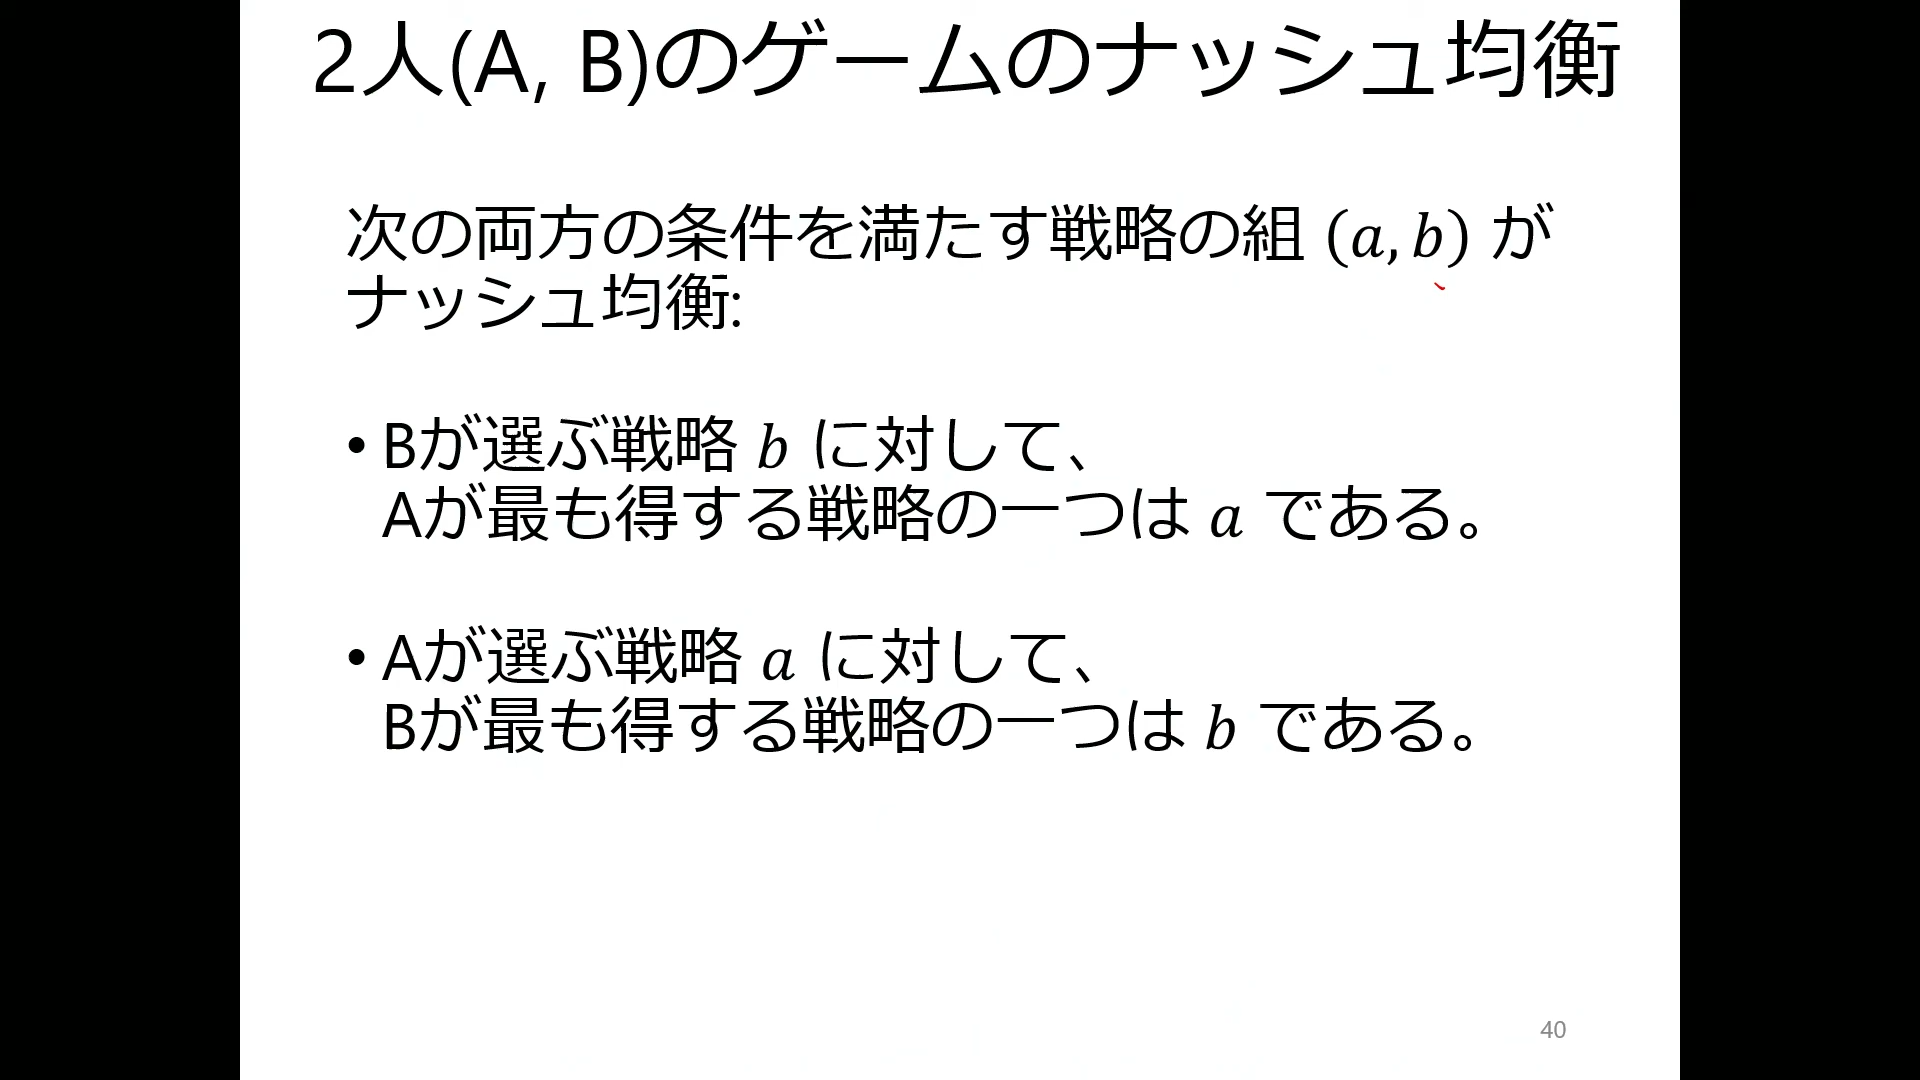 2人(A, B)のゲームのナッシュ均衡
次の両方の条件を満たす戦略の組 (a, b) が
ナッシュ均衡:
• Bが選ぶ戦略 b に対して、
Aが最も得する戦略の一つは a である。
• Aが選ぶ戦略 a に対して、
Bが最も得する戦略の一つは b である。
40